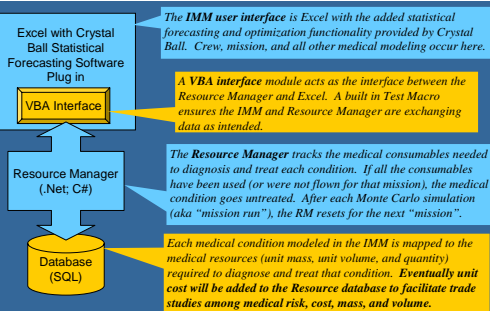 Excel with Crystal
Ball Statistical
Forecasting Software
Plug in
VBA Interface
The IMM user interface is Excel with the added statistical
forecasting and optimization functionality provided by Crystal
Ball. Crew, mission, and all other medical modeling occur here.
A VBA interface module acts as the interface between the
Resource Manager and Excel. A built in Test Macro
ensures the IMM and Resource Manager are exchanging
data as intended.
Resource Manager
(.Net; C#)
The Resource Manager tracks the medical consumables needed
to diagnosis and treat each condition. If all the consumables
have been used (or were not flown for that mission), the medical
condition goes untreated. After each Monte Carlo simulation
(aka “mission run”), the RM resets for the next “mission”.
Database
(SQL)
Each medical condition modeled in the IMM is mapped to the
medical resources (unit mass, unit volume, and quantity)
required to diagnose and treat that condition. Eventually unit
cost will be added to the Resource database to facilitate trade
studies among medical risk, cost, mass, and volume.